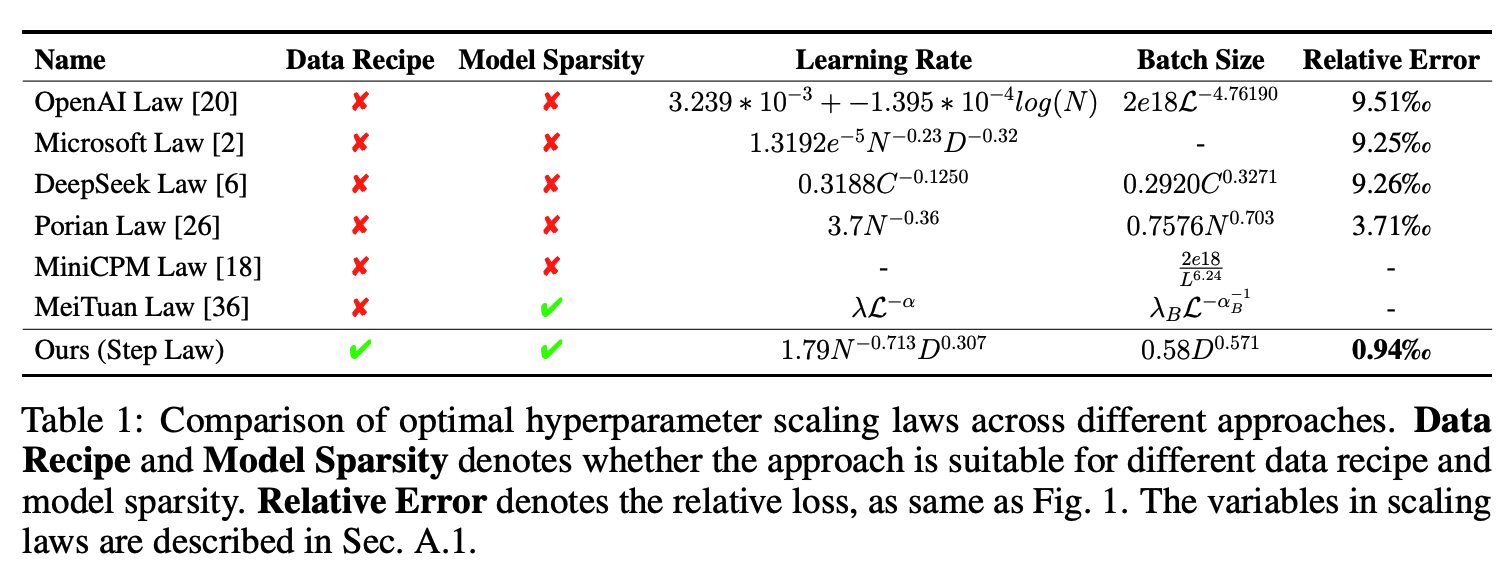 Name Data Recipe Model Sparsity Learning Rate Batch Size Relative Error
OpenAI Law [20] ✘ ✘ 3.239 ∗ 10⁻³ + −1.395 ∗ 10⁻⁴log(N) 2e18ℒ^{−4.76190} 9.51‰
Microsoft Law [2] ✘ ✘ 1.3192e⁻⁵N^{−0.23}D^{−0.32} - 9.25‰
DeepSeek Law [6] ✘ ✘ 0.3188C^{−0.1250} 0.2920C^{0.3271} 9.26‰
Porian Law [26] ✘ ✘ 3.7N^{−0.36} 0.7576N^{0.703} 3.71‰
MiniCPM Law [18] ✘ ✘ - 2e18/L^{6.24} -
MeiTuan Law [36] ✘ ✔ λℒ^{−α} λ_Bℒ^{−α_B^{−1}} -
Ours (Step Law) ✔ ✔ 1.79N^{−0.713}D^{0.307} 0.58D^{0.571} 0.94‰
Table 1: Comparison of optimal hyperparameter scaling laws across different approaches. Data
Recipe and Model Sparsity denotes whether the approach is suitable for different data recipe and
model sparsity. Relative Error denotes the relative loss, as same as Fig. 1. The variables in scaling
laws are described in Sec. A.1.